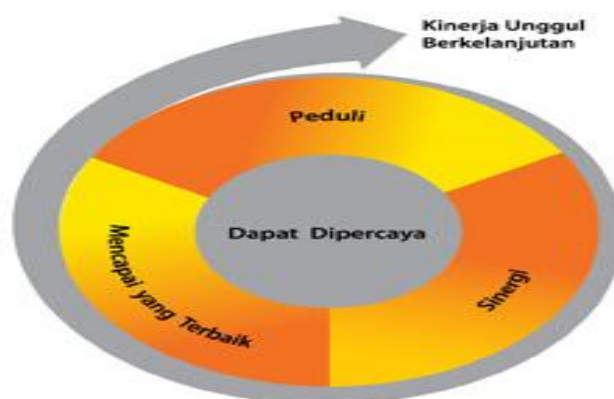 Kinerja Unggul
Berkelanjutan
Peduli
Dapat Dipercaya
Mencapai yang Terbaik
Sinergi